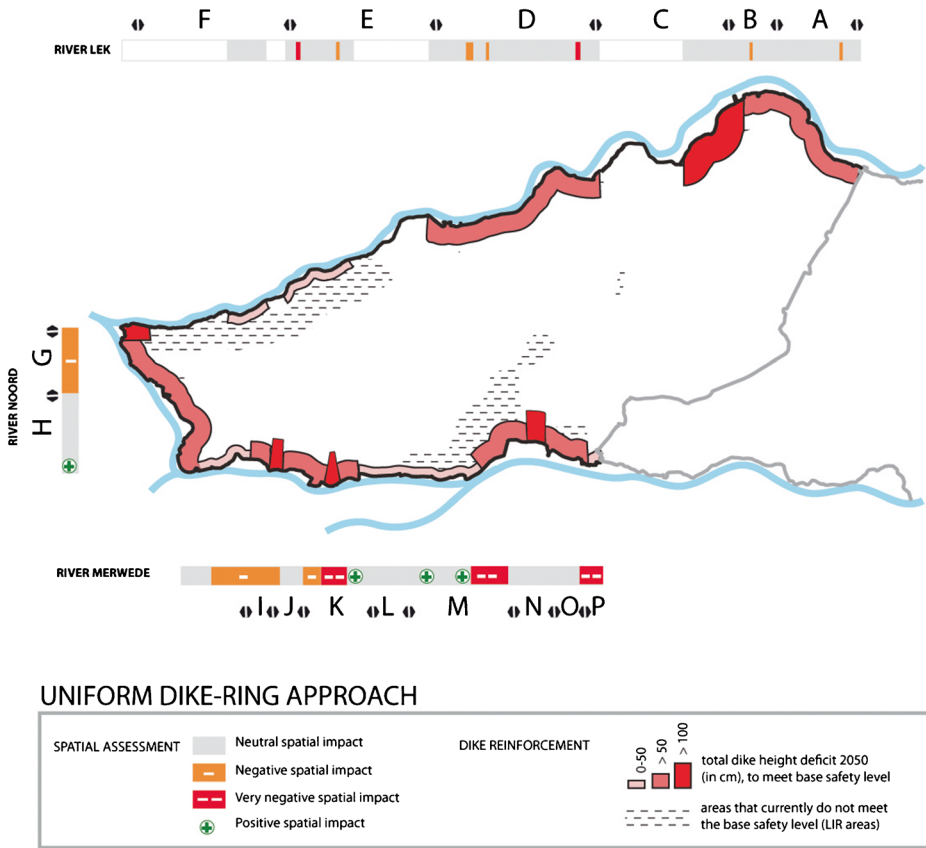 F E D C B A
RIVER LEK
G
H
RIVER NOORD
RIVER MERWEDE
I J K L M N O P
UNIFORM DIKE-RING APPROACH
SPATIAL ASSESSMENT
Neutral spatial impact
Negative spatial impact
Very negative spatial impact
Positive spatial impact
DIKE REINFORCEMENT
0-50
> 50
> 100
total dike height deficit 2050
(in cm), to meet base safety level
areas that currently do not meet
the base safety level (LIR areas)